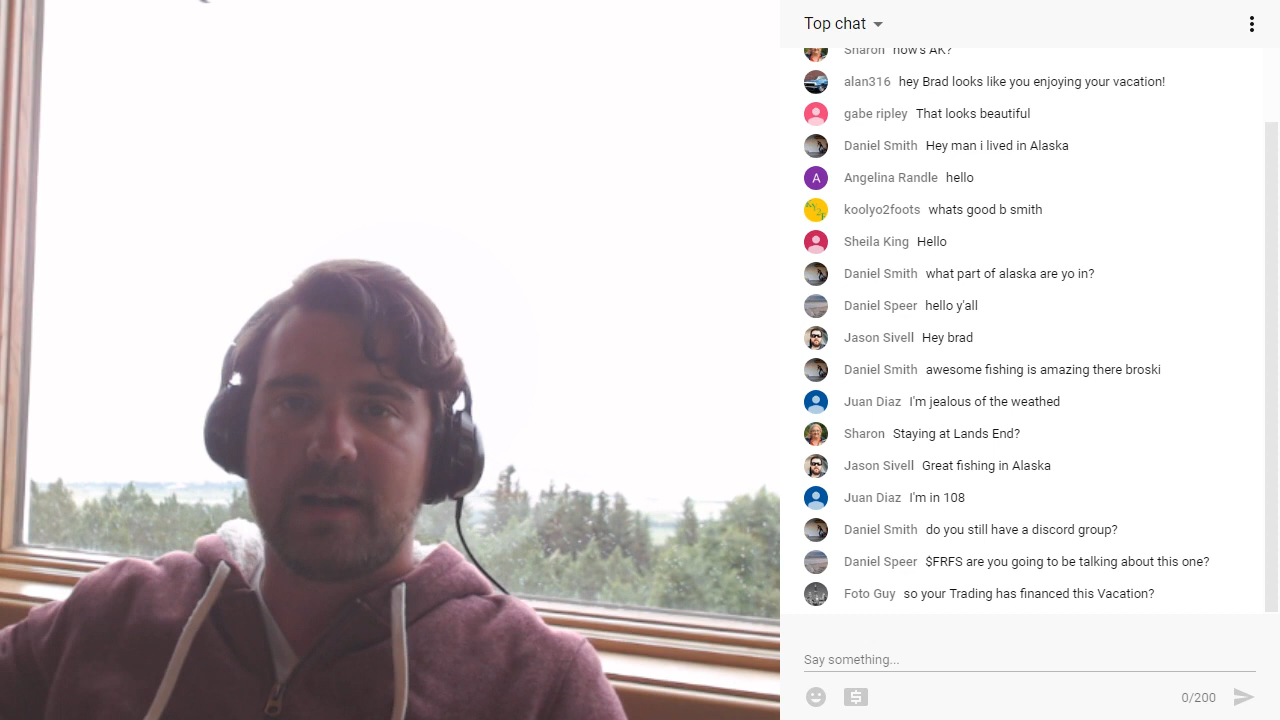 Top chat
Sharon how's AK?
alan316 hey Brad looks like you enjoying your vacation!
gabe ripley That looks beautiful
Daniel Smith Hey man i lived in Alaska
A Angelina Randle hello
koolyo2foots whats good b smith
Sheila King Hello
Daniel Smith what part of alaska are yo in?
Daniel Speer hello y'all
Jason Sivell Hey brad
Daniel Smith awesome fishing is amazing there broski
Juan Diaz I'm jealous of the weathed
Sharon Staying at Lands End?
Jason Sivell Great fishing in Alaska
Juan Diaz I'm in 108
Daniel Smith do you still have a discord group?
Daniel Speer $FRFS are you going to be talking about this one?
Foto Guy so your Trading has financed this Vacation?
Say something...
0/200